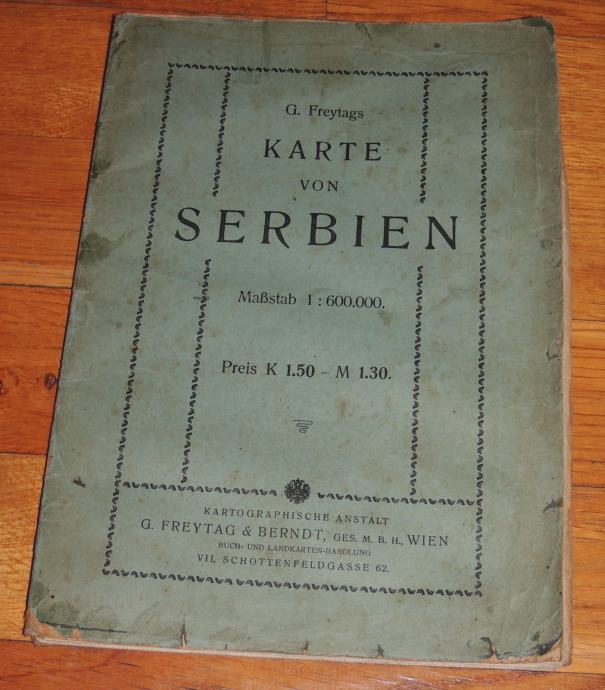 G. Freytags
KARTE
VON
SERBIEN
Maßstab 1 : 600.000.
Preis K 1.50 – M 1.30.
KARTOGRAPHISCHE ANSTALT
G. FREYTAG & BERNDT, GES. M. B. H., WIEN
BUCH- UND LANDKARTEN-HANDLUNG
VII, SCHOTTENFELDGASSE 62.